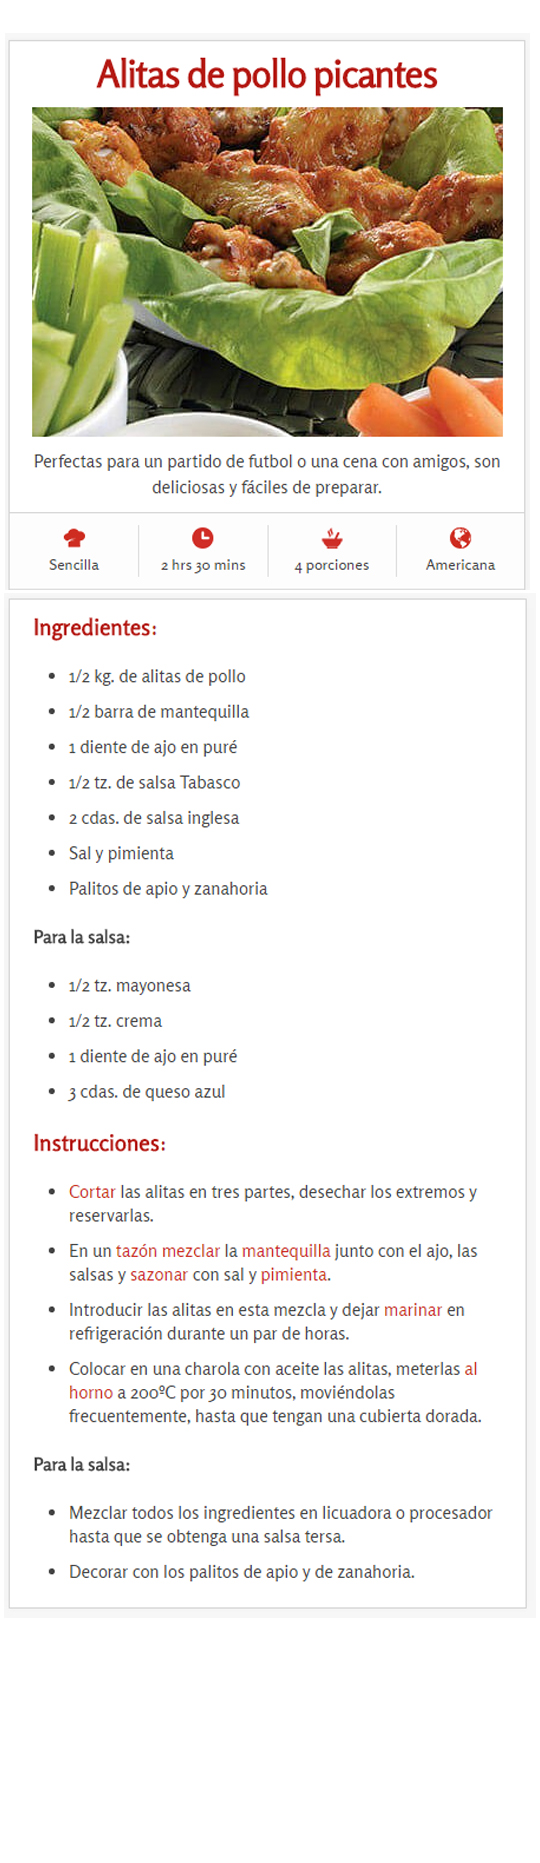 Alitas de pollo picantes
Perfectas para un partido de futbol o una cena con amigos, son
deliciosas y fáciles de preparar.
Sencilla
2 hrs 30 mins
4 porciones
Americana
Ingredientes:
• 1/2 kg. de alitas de pollo
• 1/2 barra de mantequilla
• 1 diente de ajo en puré
• 1/2 tz. de salsa Tabasco
• 2 cdas. de salsa inglesa
• Sal y pimienta
• Palitos de apio y zanahoria
Para la salsa:
• 1/2 tz. mayonesa
• 1/2 tz. crema
• 1 diente de ajo en puré
• 3 cdas. de queso azul
Instrucciones:
• Cortar las alitas en tres partes, desechar los extremos y
reservarlas.
• En un tazón mezclar la mantequilla junto con el ajo, las
salsas y sazonar con sal y pimienta.
• Introducir las alitas en esta mezcla y dejar marinar en
refrigeración durante un par de horas.
• Colocar en una charola con aceite las alitas, meterlas al
horno a 200ºC por 30 minutos, moviéndolas
frecuentemente, hasta que tengan una cubierta dorada.
Para la salsa:
• Mezclar todos los ingredientes en licuadora o procesador
hasta que se obtenga una salsa tersa.
• Decorar con los palitos de apio y de zanahoria.